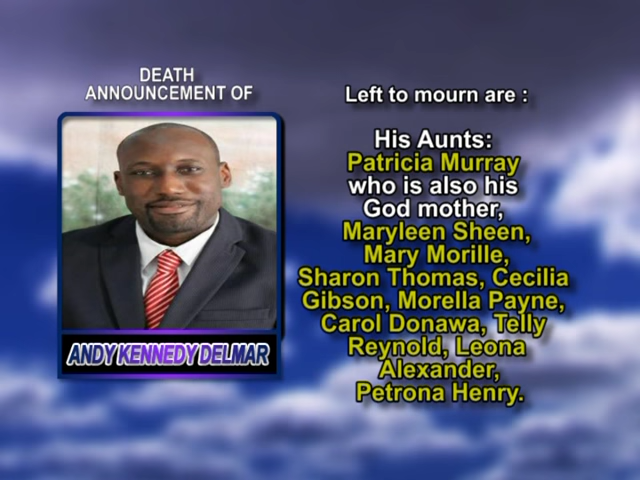 DEATH
ANNOUNCEMENT OF
ANDY KENNEDY DELMAR
Left to mourn are :
His Aunts:
Patricia Murray
who is also his
God mother,
Maryleen Sheen,
Mary Morille,
Sharon Thomas, Cecilia
Gibson, Morella Payne,
Carol Donawa, Telly
Reynold, Leona
Alexander,
Petrona Henry.